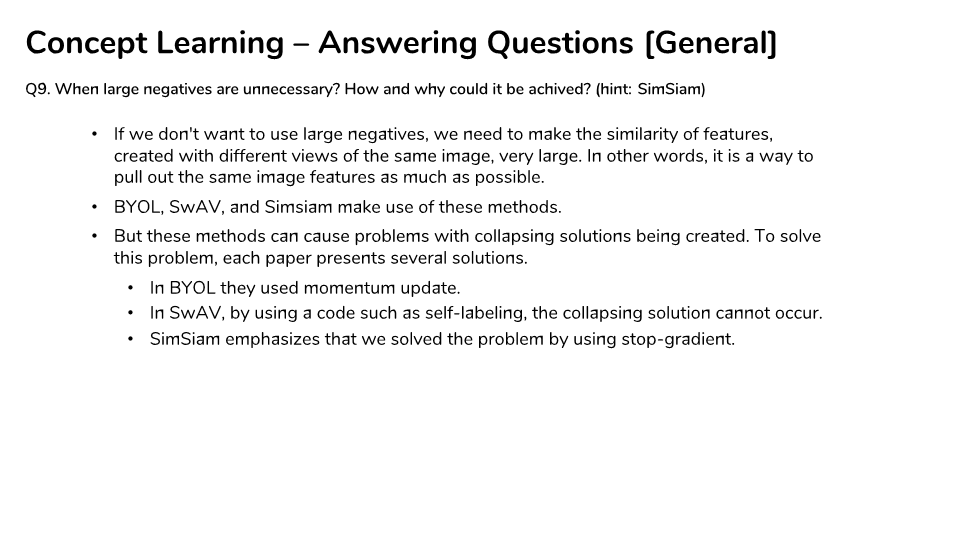 Concept Learning – Answering Questions [General]
Q9. When large negatives are unnecessary? How and why could it be achived? (hint: SimSiam)
• If we don't want to use large negatives, we need to make the similarity of features,
created with different views of the same image, very large. In other words, it is a way to
pull out the same image features as much as possible.
• BYOL, SwAV, and Simsiam make use of these methods.
• But these methods can cause problems with collapsing solutions being created. To solve
this problem, each paper presents several solutions.
• In BYOL they used momentum update.
• In SwAV, by using a code such as self-labeling, the collapsing solution cannot occur.
• SimSiam emphasizes that we solved the problem by using stop-gradient.